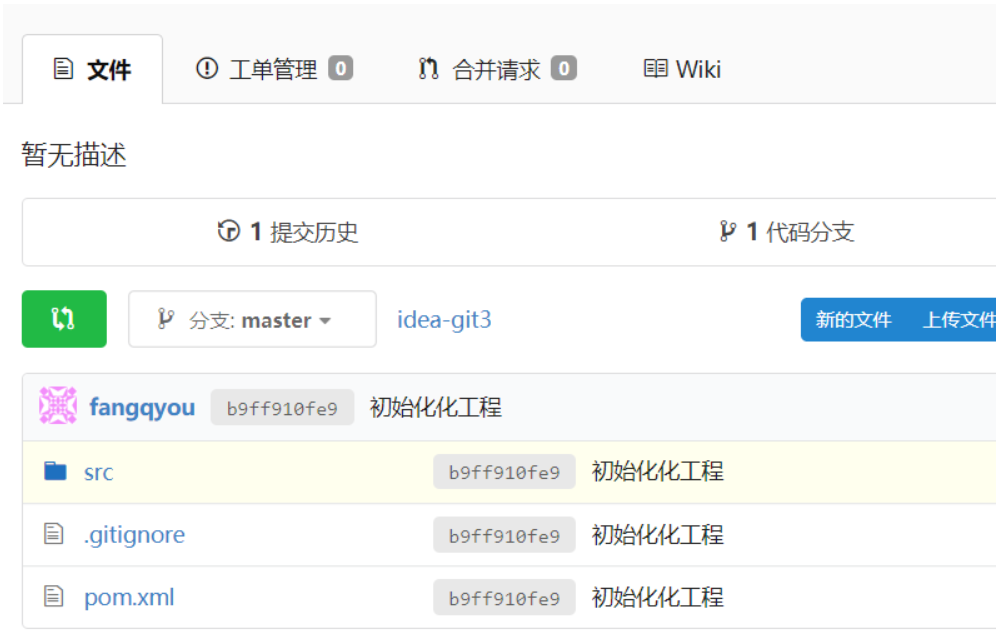 文件 工单管理 0 合并请求 0 Wiki
暂无描述
1 提交历史 1 代码分支
分支: master idea-git3 新的文件 上传文件
fangqyou b9ff910fe9 初始化化工程
src b9ff910fe9 初始化化工程
.gitignore b9ff910fe9 初始化化工程
pom.xml b9ff910fe9 初始化化工程